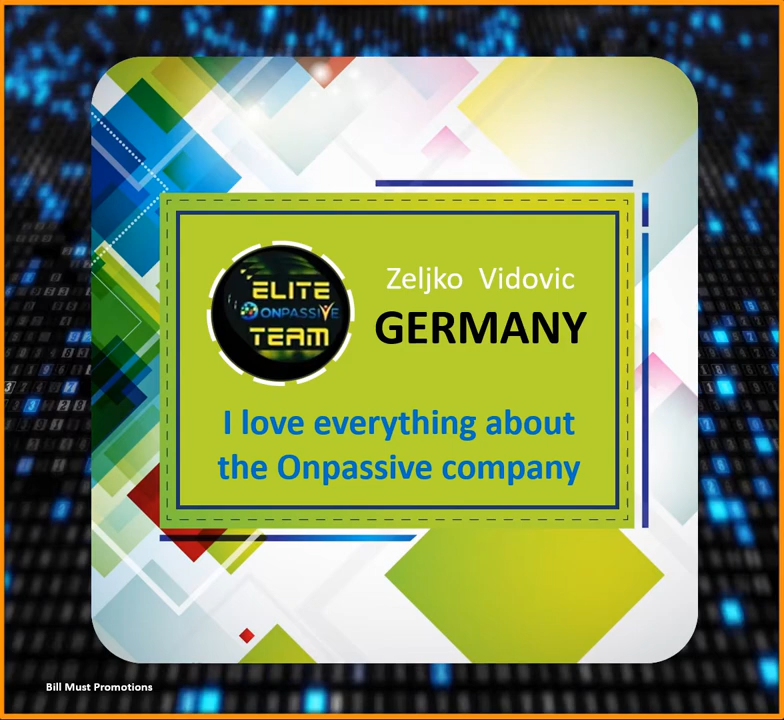 ELITE
ONPASSIVE
TEAM
Zeljko Vidovic
GERMANY
I love everything about
the Onpassive company
Bill Must Promotions